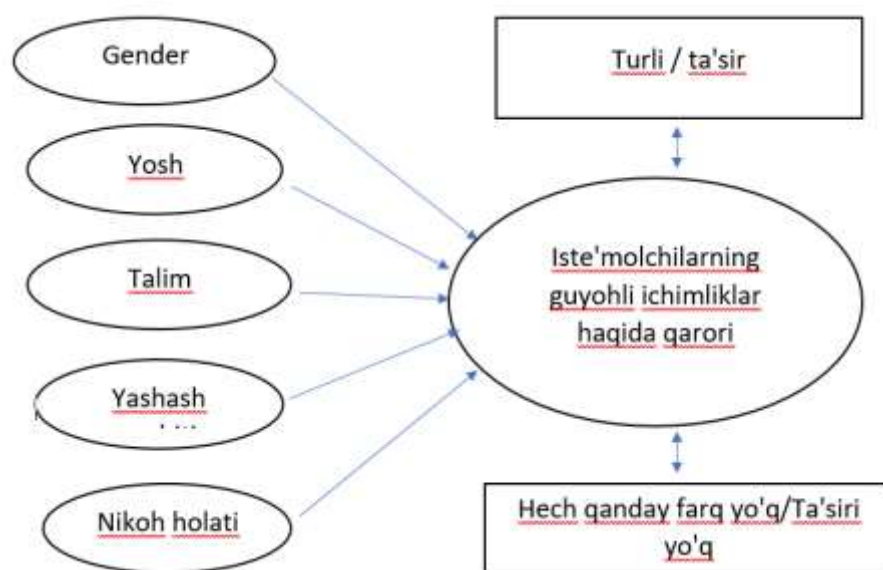 Gender
Yosh
Talim
Yashash
Nikoh holati
Turli / ta'sir
Iste'molchilarning
guyohli ichimliklar
haqida qarori
Hech qanday farq yo'q/Ta'siri
yo'q